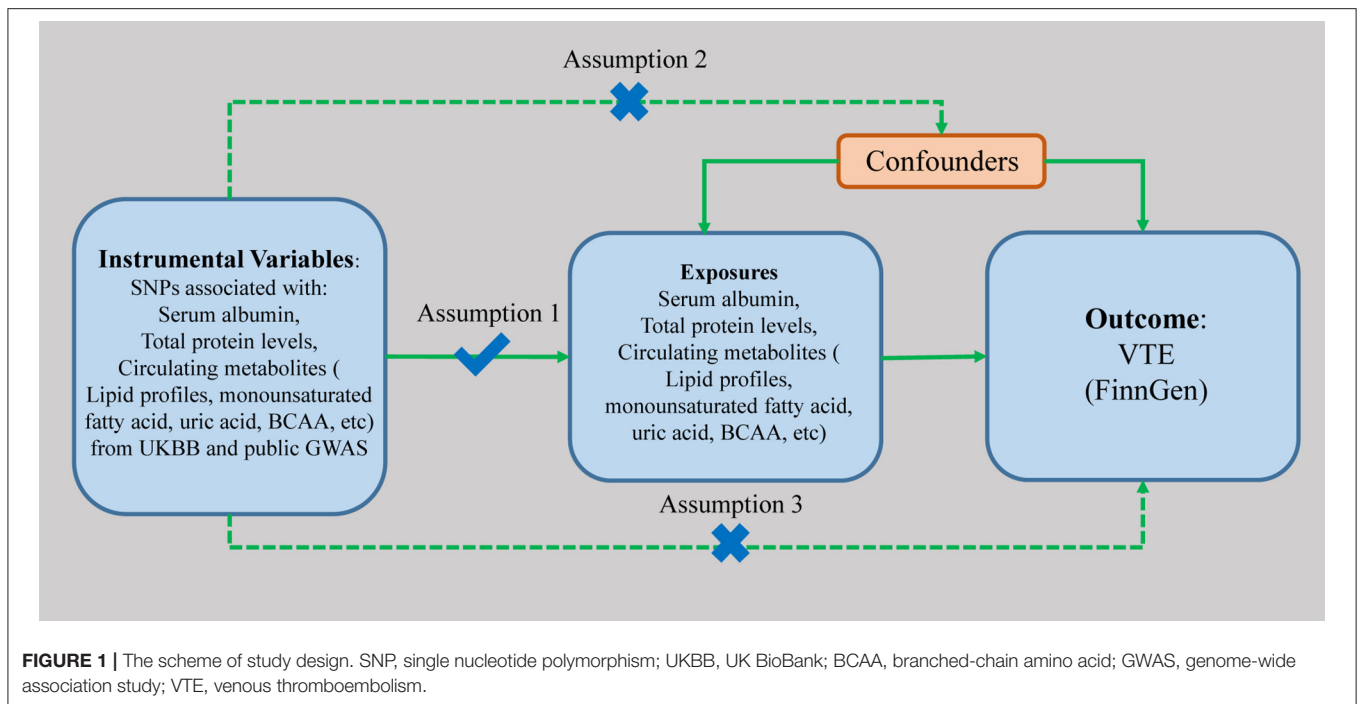 Assumption 2
Confounders
Instrumental Variables:
SNPs associated with:
Serum albumin,
Total protein levels,
Circulating metabolites (
Lipid profiles, monounsaturated
fatty acid, uric acid, BCAA, etc)
from UKBB and public GWAS
Assumption 1
Exposures
Serum albumin,
Total protein levels,
Circulating metabolites (
Lipid profiles,
monounsaturated fatty acid,
uric acid, BCAA, etc)
Outcome:
VTE
(FinnGen)
Assumption 3
FIGURE 1 | The scheme of study design. SNP, single nucleotide polymorphism; UKBB, UK BioBank; BCAA, branched-chain amino acid; GWAS, genome-wide
association study; VTE, venous thromboembolism.